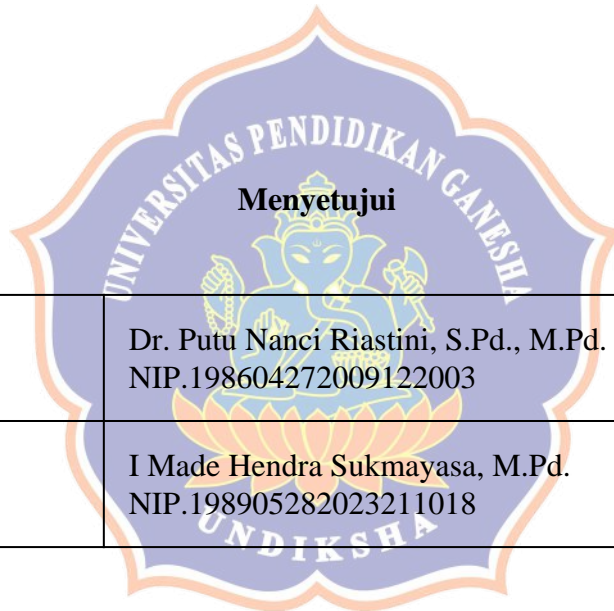 UNIVERSITAS PENDIDIKAN GANESHA
Menyetujui
Dr. Putu Nanci Riastini, S.Pd., M.Pd.
NIP.198604272009122003
I Made Hendra Sukmayasa, M.Pd.
NIP.198905282023211018
UNDIKSHA